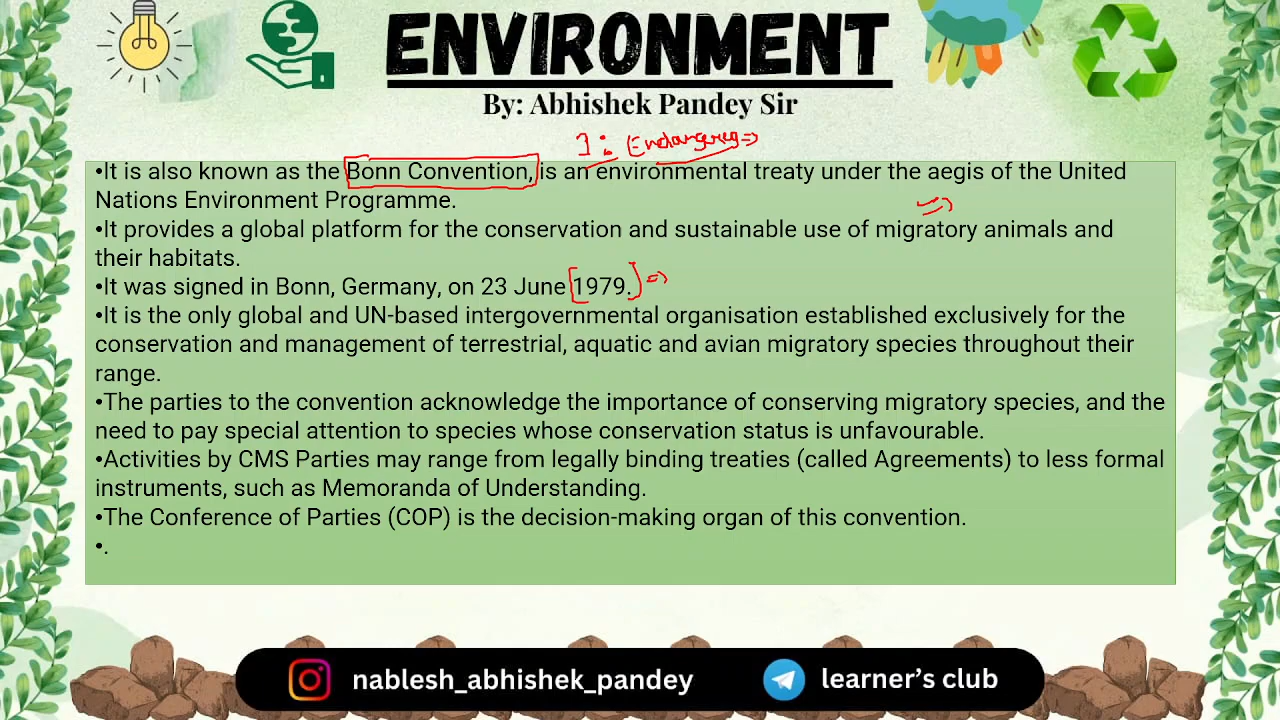 ENVIRONMENT
By: Abhishek Pandey Sir
•It is also known as the Bonn Convention, is an environmental treaty under the aegis of the United
Nations Environment Programme.
•It provides a global platform for the conservation and sustainable use of migratory animals and
their habitats.
•It was signed in Bonn, Germany, on 23 June 1979.
•It is the only global and UN-based intergovernmental organisation established exclusively for the
conservation and management of terrestrial, aquatic and avian migratory species throughout their
range.
•The parties to the convention acknowledge the importance of conserving migratory species, and the
need to pay special attention to species whose conservation status is unfavourable.
•Activities by CMS Parties may range from legally binding treaties (called Agreements) to less formal
instruments, such as Memoranda of Understanding.
•The Conference of Parties (COP) is the decision-making organ of this convention.
•.
nablesh_abhishek_pandey
learner's club